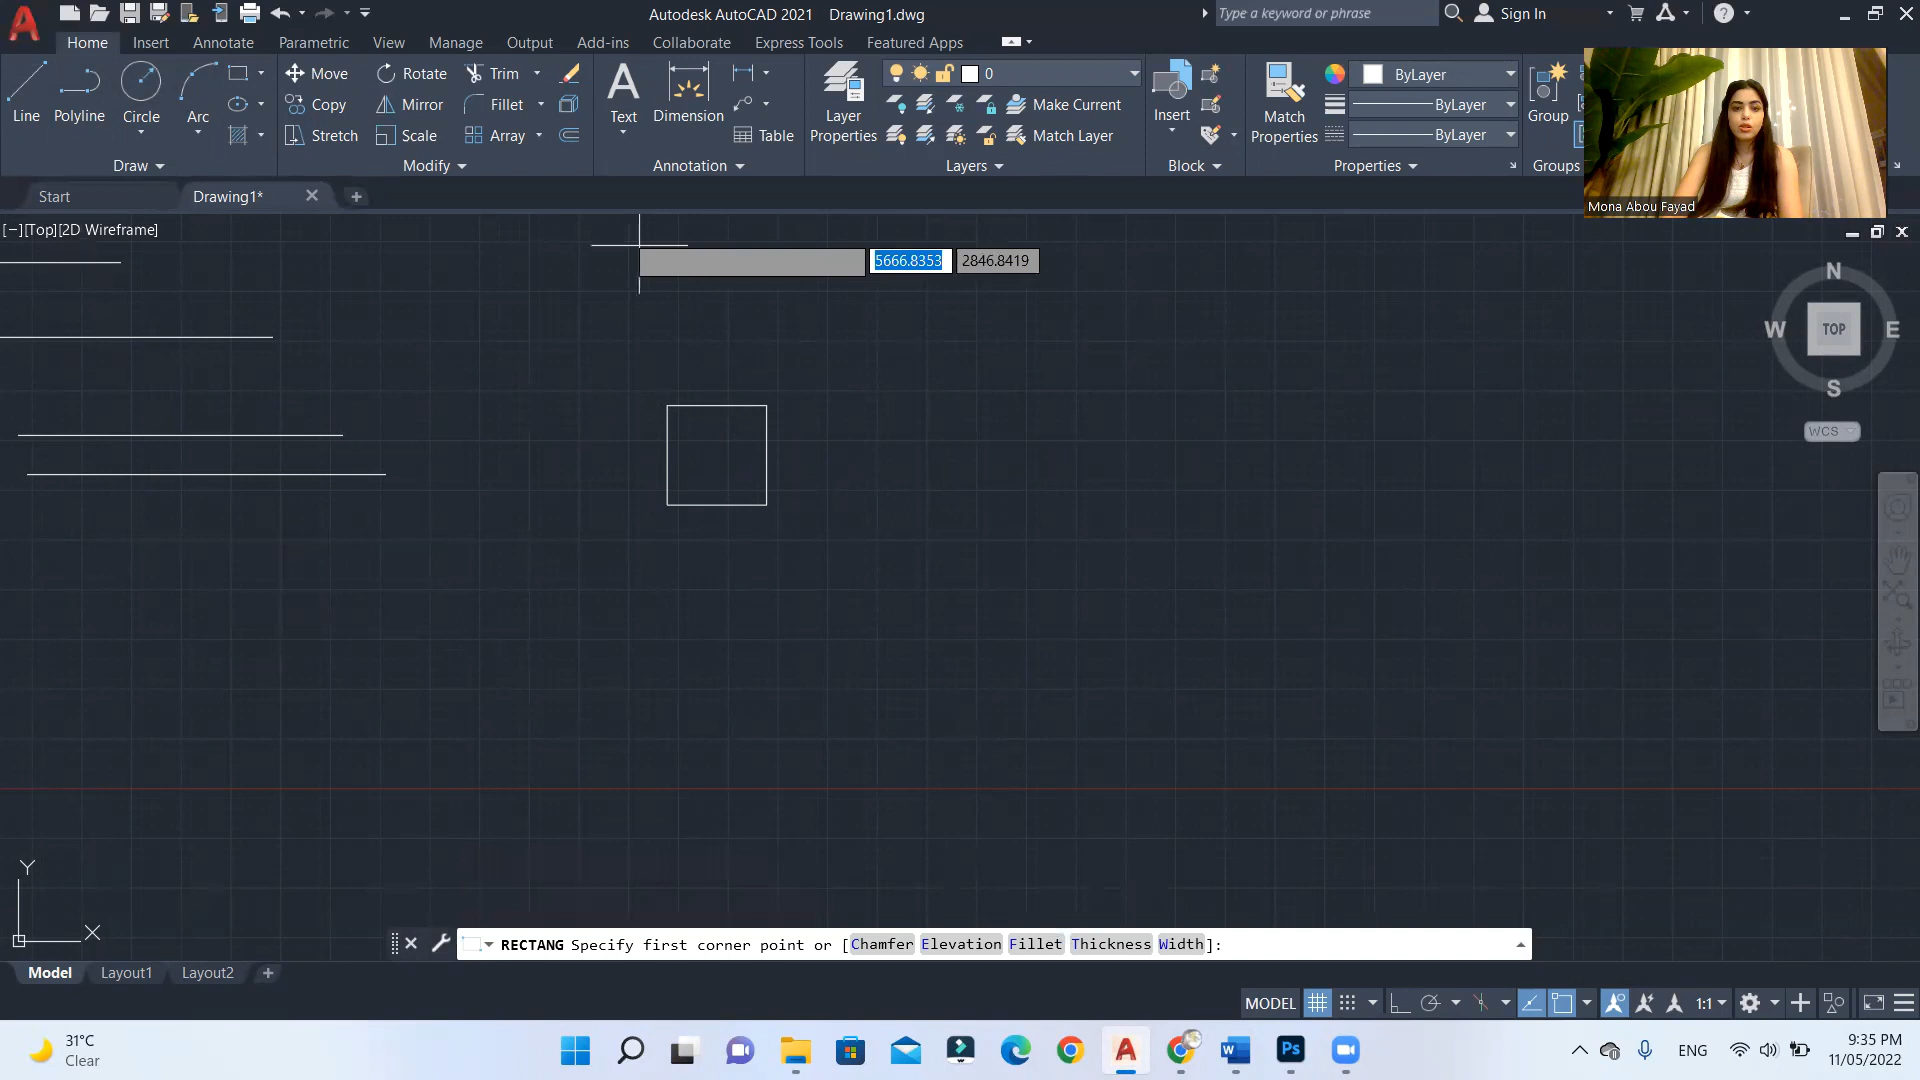 Autodesk AutoCAD 2021 Drawing1.dwg
Type a keyword or phrase
Sign In
Home Insert Annotate Parametric View Manage Output Add-ins Collaborate Express Tools Featured Apps
Line Polyline Circle Arc
Draw
Move Rotate Trim
Copy Mirror Fillet
Stretch Scale Array
Modify
Text Dimension Table
Annotation
Layer Properties
0
Make Current
Match Layer
Layers
Insert
Block
Match Properties
ByLayer
ByLayer
ByLayer
Properties
Group
Groups
Mona Abou Fayad
Start Drawing1*
[−][Top][2D Wireframe]
5666.8353 2846.8419
N
W TOP E
S
WCS
Y
X
RECTANG Specify first corner point or [Chamfer Elevation Fillet Thickness Width]:
Model Layout1 Layout2
MODEL 1:1
31°C
Clear
ENG
9:35 PM
11/05/2022